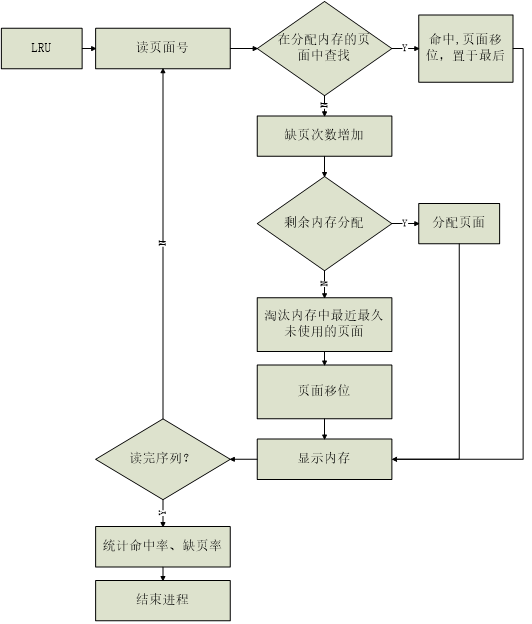 LRU
读页面号
在分配内存的页
面中查找
Y
命中,页面移
位，置于最后
N
缺页次数增加
剩余内存分配
Y
分配页面
N
N
淘汰内存中最近最久
未使用的页面
页面移位
读完序列？
显示内存
Y
统计命中率、缺页率
结束进程